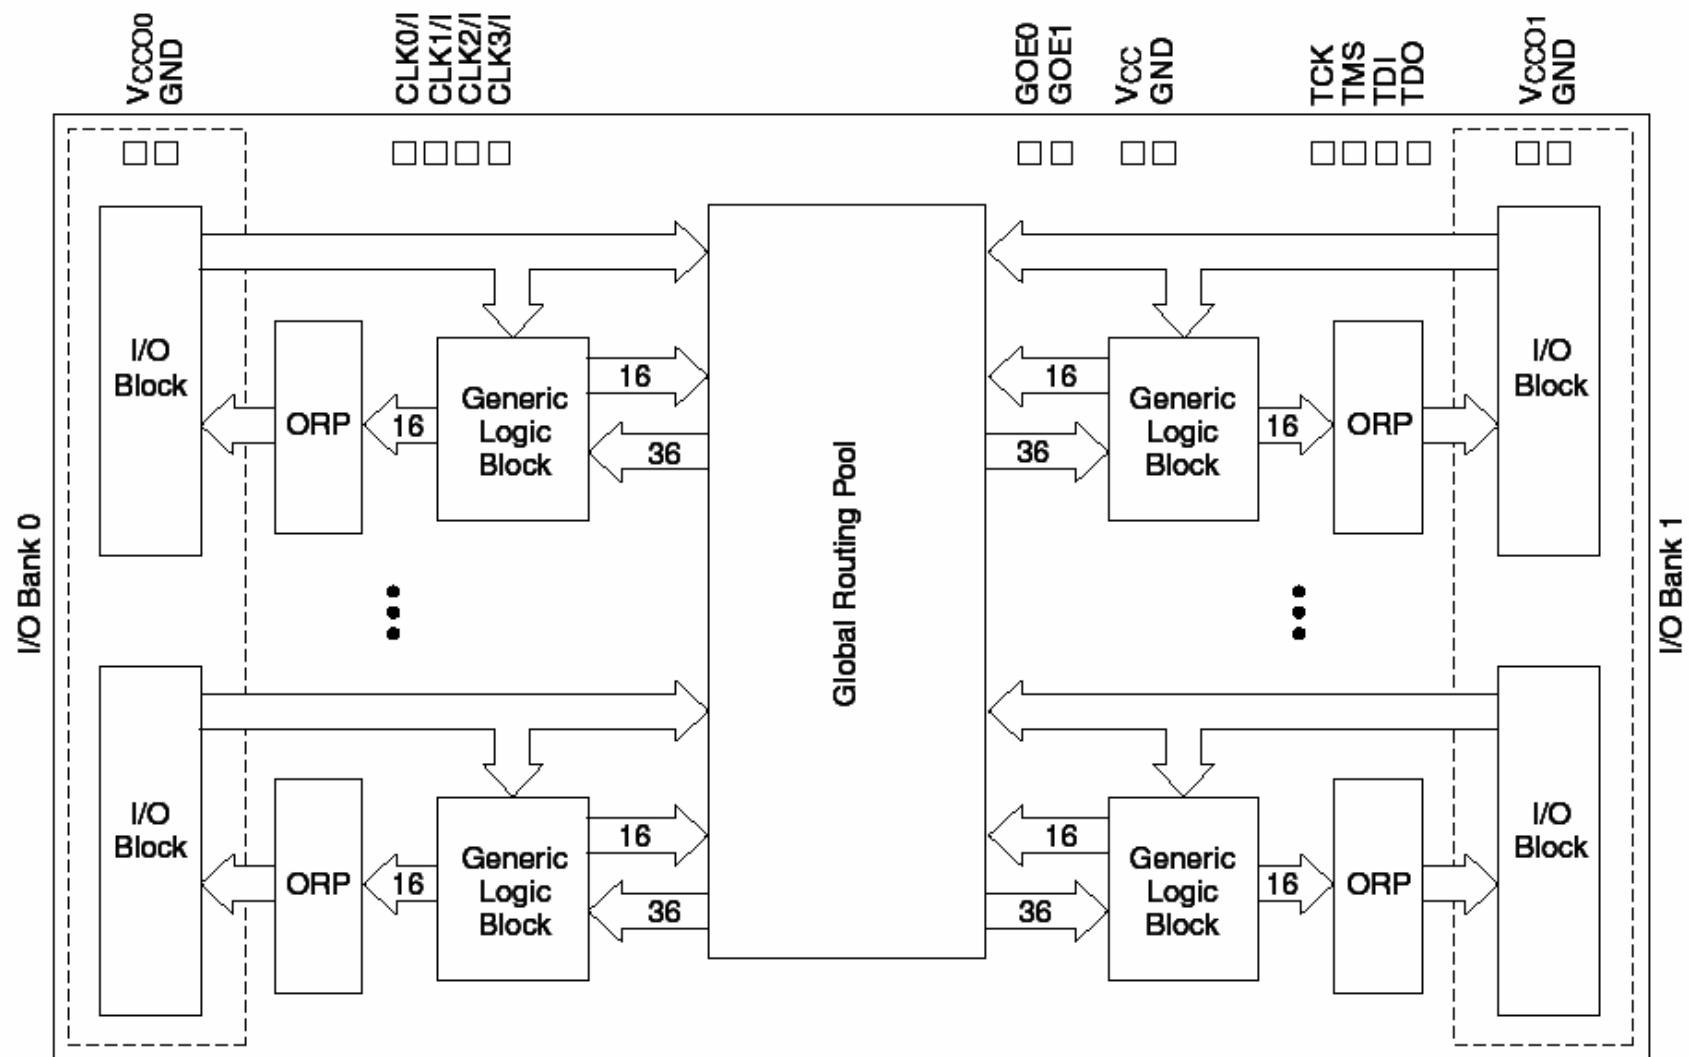 VCCO0
GND
CLK0/I
CLK1/I
CLK2/I
CLK3/I
GOE0
GOE1
VCC
GND
TCK
TMS
TDI
TDO
VCCO1
GND
I/O Bank 0
I/O
Block
ORP
16
Generic
Logic
Block
16
36
Global Routing Pool
16
36
Generic
Logic
Block
16
ORP
I/O
Block
I/O Bank 1
I/O
Block
ORP
16
Generic
Logic
Block
16
36
16
36
Generic
Logic
Block
16
ORP
I/O
Block